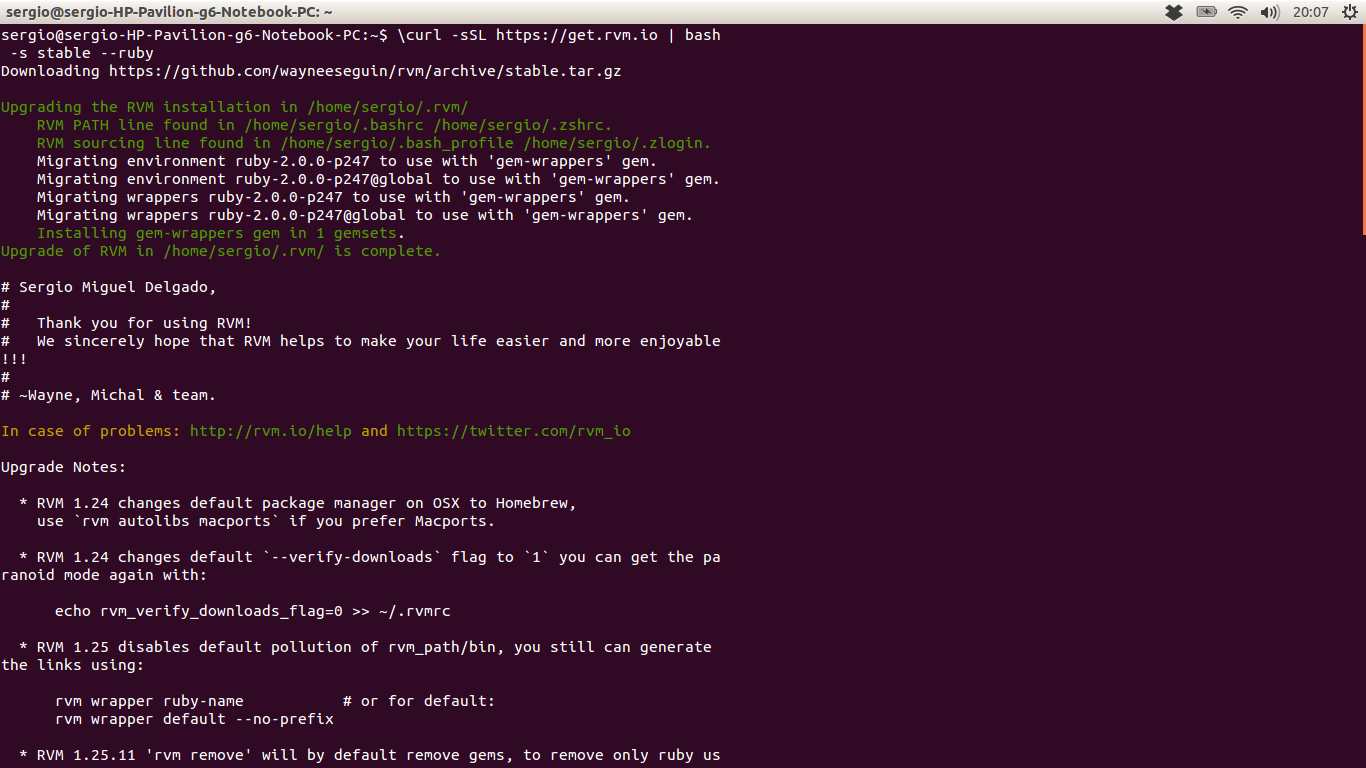 sergio@sergio-HP-Pavilion-g6-Notebook-PC: ~
20:07
sergio@sergio-HP-Pavilion-g6-Notebook-PC:~$ \curl -sSL https://get.rvm.io | bash
 -s stable --ruby
Downloading https://github.com/wayneeseguin/rvm/archive/stable.tar.gz
Upgrading the RVM installation in /home/sergio/.rvm/
    RVM PATH line found in /home/sergio/.bashrc /home/sergio/.zshrc.
    RVM sourcing line found in /home/sergio/.bash_profile /home/sergio/.zlogin.
    Migrating environment ruby-2.0.0-p247 to use with 'gem-wrappers' gem.
    Migrating environment ruby-2.0.0-p247@global to use with 'gem-wrappers' gem.
    Migrating wrappers ruby-2.0.0-p247 to use with 'gem-wrappers' gem.
    Migrating wrappers ruby-2.0.0-p247@global to use with 'gem-wrappers' gem.
    Installing gem-wrappers gem in 1 gemsets.
Upgrade of RVM in /home/sergio/.rvm/ is complete.
# Sergio Miguel Delgado,
#
#   Thank you for using RVM!
#   We sincerely hope that RVM helps to make your life easier and more enjoyable
!!!
#
# ~Wayne, Michal & team.
In case of problems: http://rvm.io/help and https://twitter.com/rvm_io
Upgrade Notes:
  * RVM 1.24 changes default package manager on OSX to Homebrew,
    use `rvm autolibs macports` if you prefer Macports.
  * RVM 1.24 changes default `--verify-downloads` flag to `1` you can get the pa
ranoid mode again with:
      echo rvm_verify_downloads_flag=0 >> ~/.rvmrc
  * RVM 1.25 disables default pollution of rvm_path/bin, you still can generate
the links using:
      rvm wrapper ruby-name           # or for default:
      rvm wrapper default --no-prefix
  * RVM 1.25.11 'rvm remove' will by default remove gems, to remove only ruby us